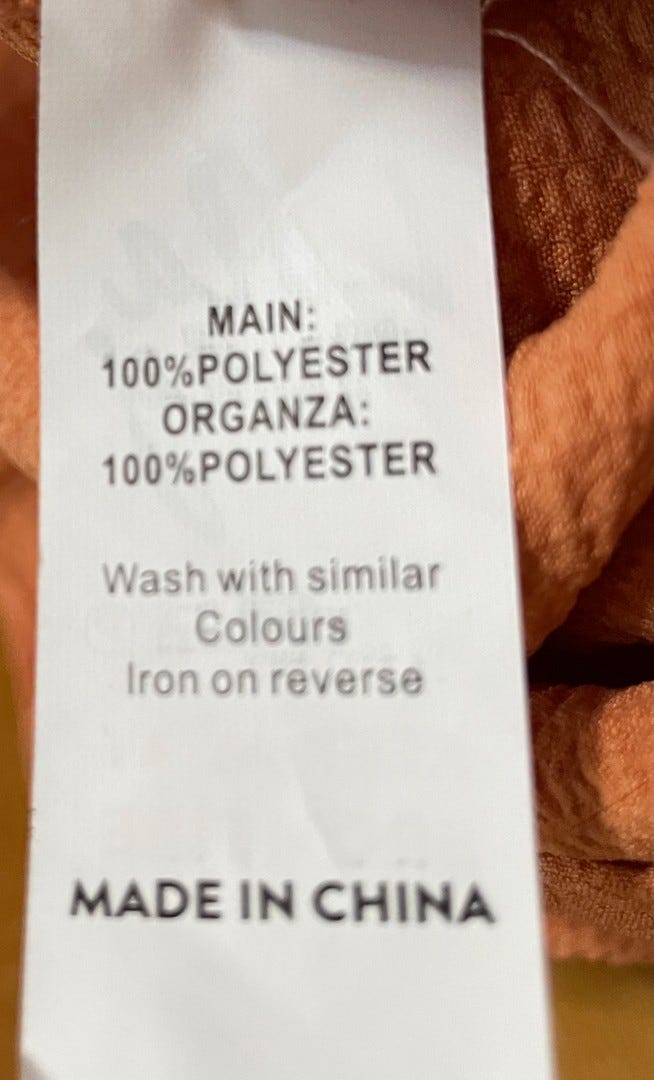 MAIN:
100%POLYESTER
ORGANZA:
100%POLYESTER
Wash with similar
Colours
Iron on reverse
MADE IN CHINA